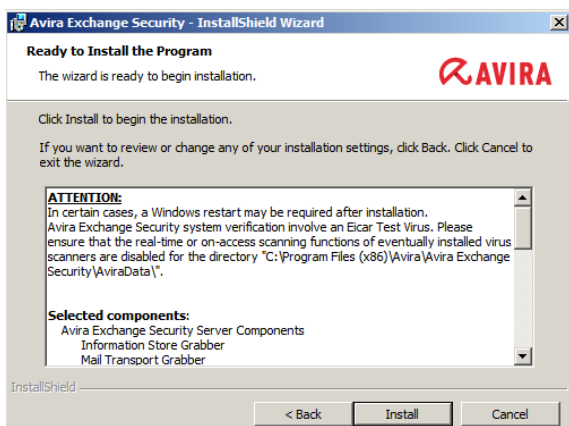 Avira Exchange Security - InstallShield Wizard
Ready to Install the Program
The wizard is ready to begin installation.
AVIRA
Click Install to begin the installation.
If you want to review or change any of your installation settings, click Back. Click Cancel to
exit the wizard.
ATTENTION:
In certain cases, a Windows restart may be required after installation.
Avira Exchange Security system verification involve an Eicar Test Virus. Please
ensure that the real-time or on-access scanning functions of eventually installed virus
scanners are disabled for the directory "C:\Program Files (x86)\Avira\Avira Exchange
Security\AviraData\".
Selected components:
Avira Exchange Security Server Components
Information Store Grabber
Mail Transport Grabber
InstallShield
< Back Install Cancel